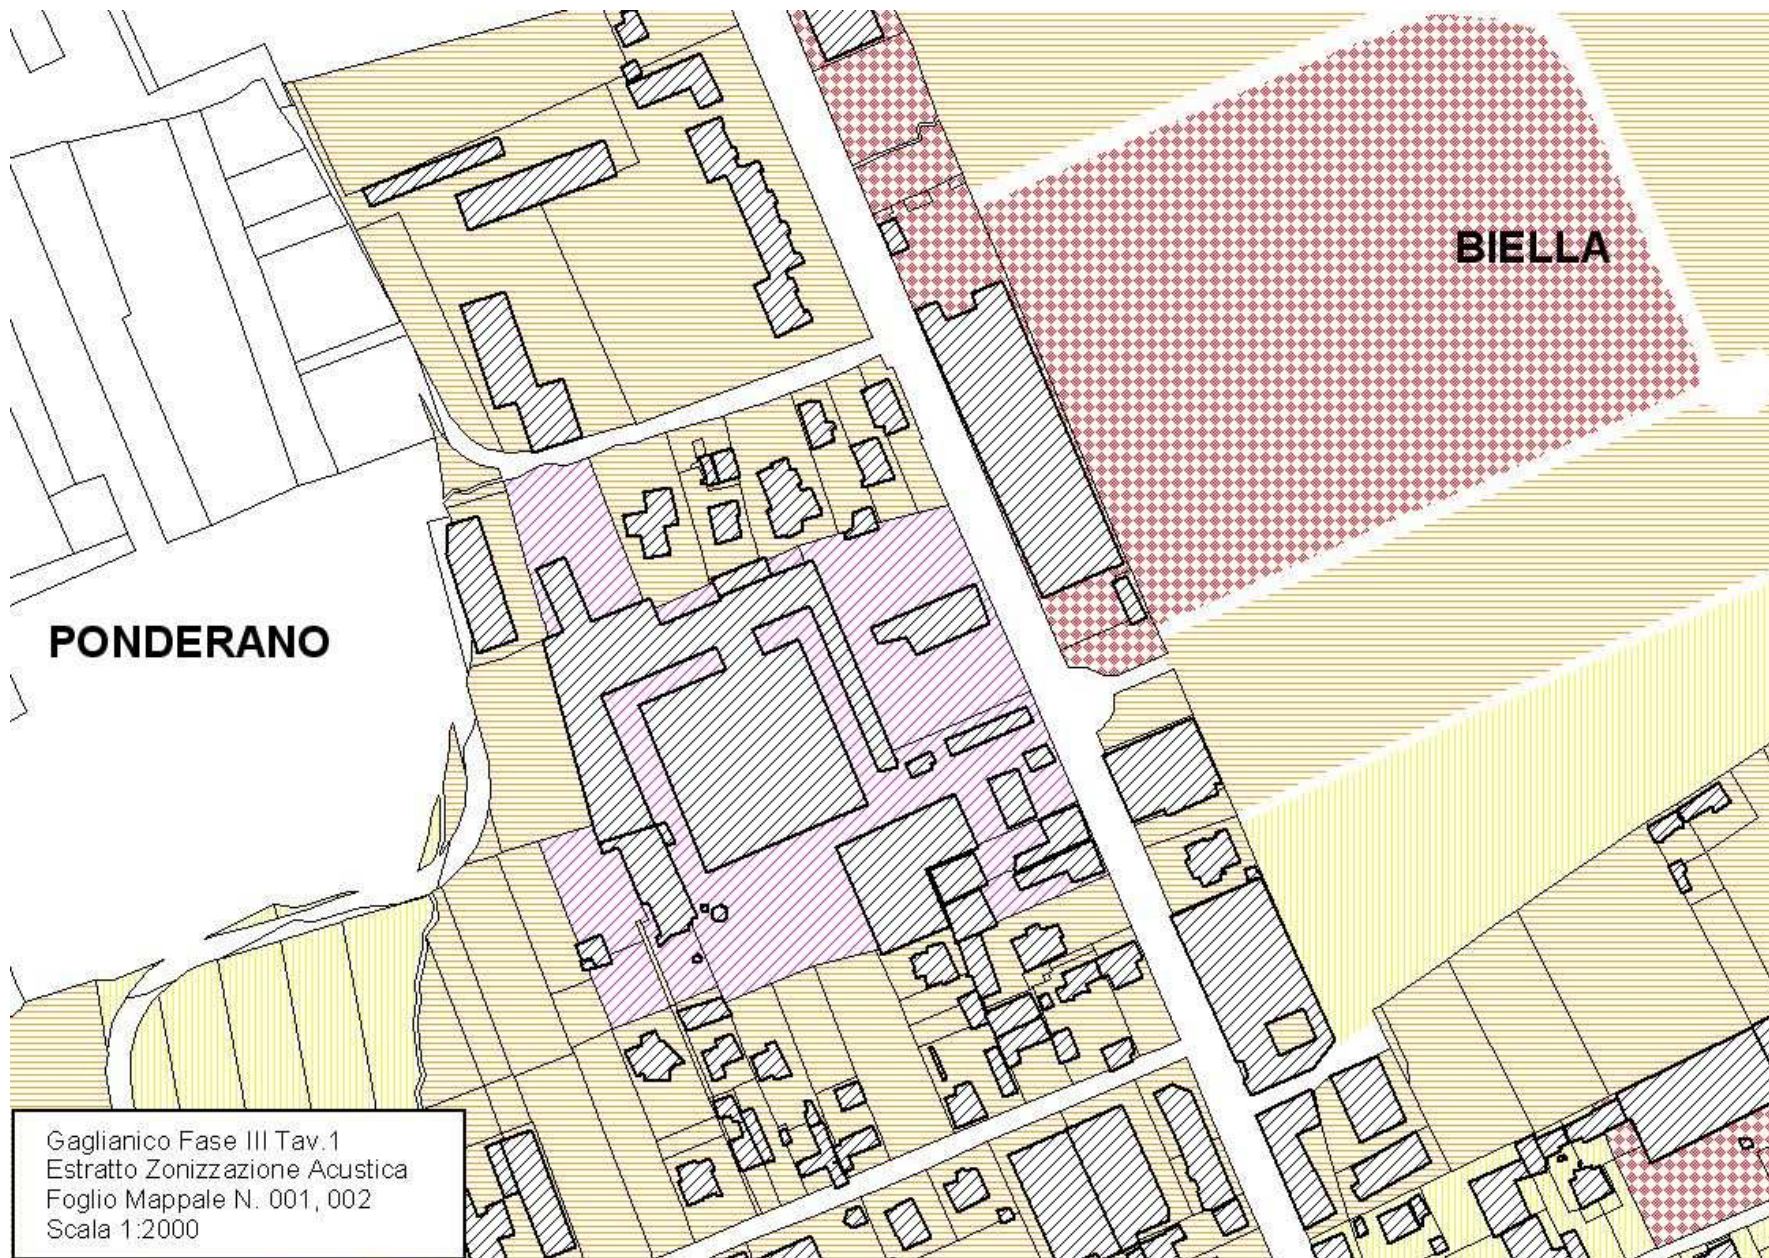 BIELLA
PONDERANO
Gaglianico Fase III Tav.1
Estratto Zonizzazione Acustica
Foglio Mappale N. 001, 002
Scala 1:2000